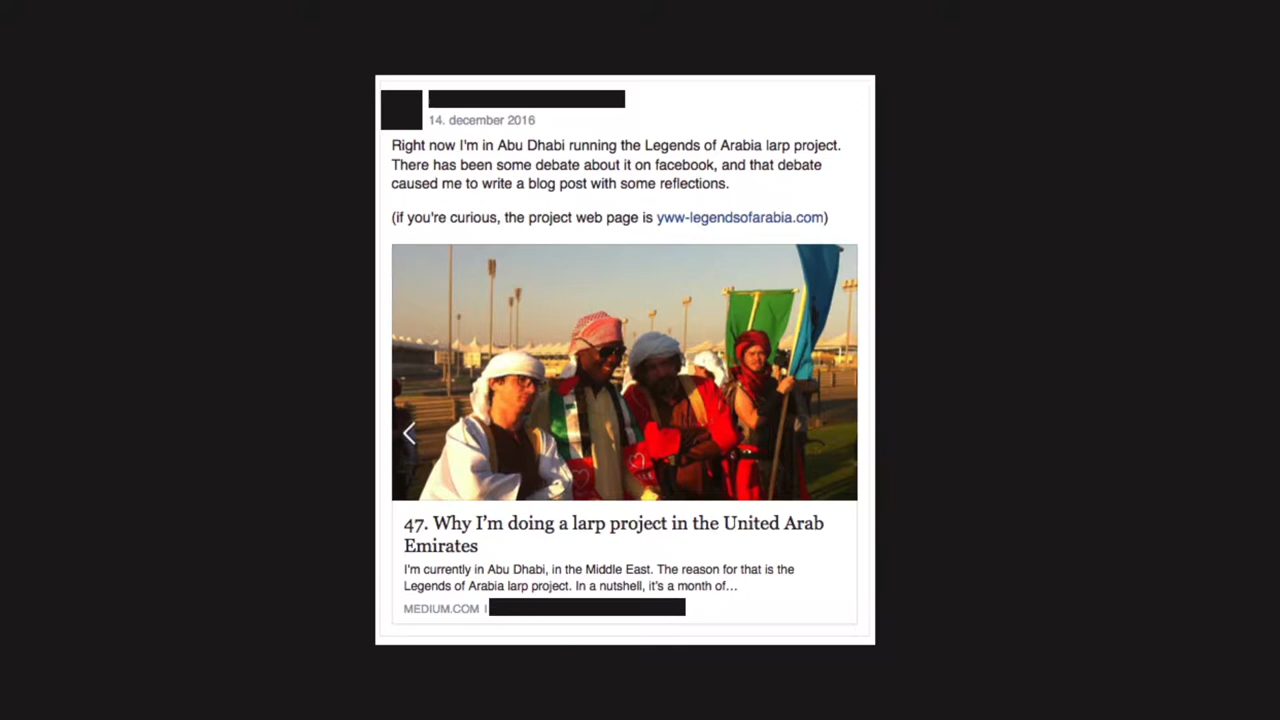 14. december 2016
Right now I'm in Abu Dhabi running the Legends of Arabia larp project.
There has been some debate about it on facebook, and that debate
caused me to write a blog post with some reflections.
(if you're curious, the project web page is yww-legendsofarabia.com)
47. Why I'm doing a larp project in the United Arab
Emirates
I'm currently in Abu Dhabi, in the Middle East. The reason for that is the
Legends of Arabia larp project. In a nutshell, it's a month of...
MEDIUM.COM |